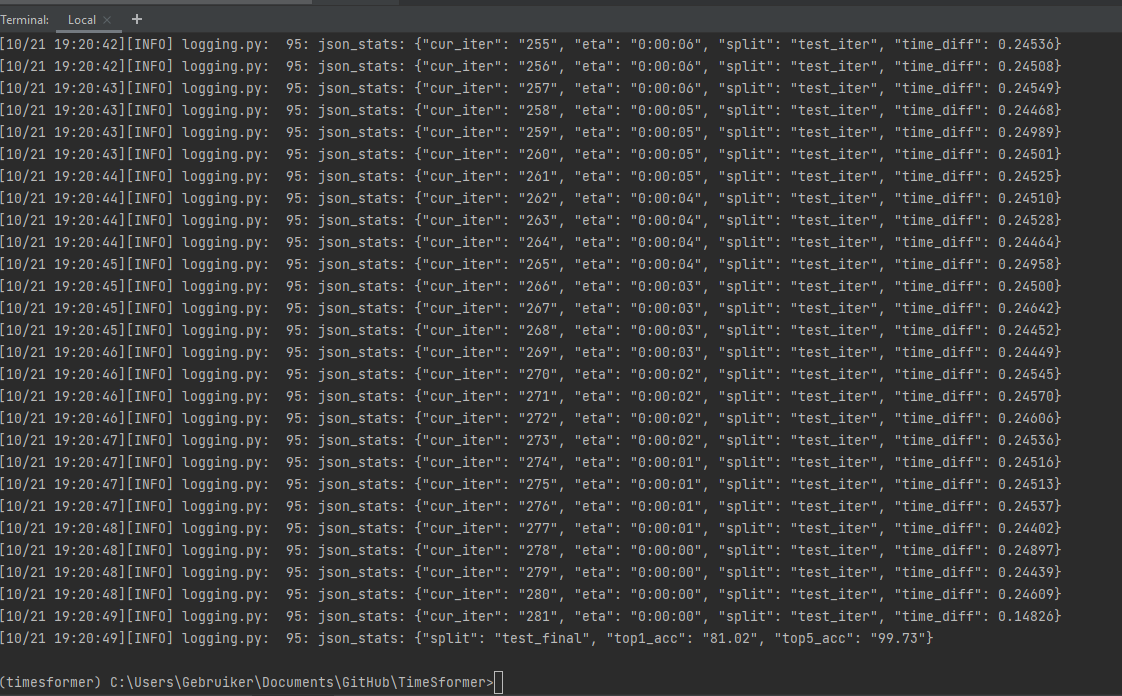 Terminal: Local × +
[10/21 19:20:42][INFO] logging.py:  95: json_stats: {"cur_iter": "255", "eta": "0:00:06", "split": "test_iter", "time_diff": 0.24536}
[10/21 19:20:42][INFO] logging.py:  95: json_stats: {"cur_iter": "256", "eta": "0:00:06", "split": "test_iter", "time_diff": 0.24508}
[10/21 19:20:43][INFO] logging.py:  95: json_stats: {"cur_iter": "257", "eta": "0:00:06", "split": "test_iter", "time_diff": 0.24549}
[10/21 19:20:43][INFO] logging.py:  95: json_stats: {"cur_iter": "258", "eta": "0:00:05", "split": "test_iter", "time_diff": 0.24468}
[10/21 19:20:43][INFO] logging.py:  95: json_stats: {"cur_iter": "259", "eta": "0:00:05", "split": "test_iter", "time_diff": 0.24989}
[10/21 19:20:43][INFO] logging.py:  95: json_stats: {"cur_iter": "260", "eta": "0:00:05", "split": "test_iter", "time_diff": 0.24501}
[10/21 19:20:44][INFO] logging.py:  95: json_stats: {"cur_iter": "261", "eta": "0:00:05", "split": "test_iter", "time_diff": 0.24525}
[10/21 19:20:44][INFO] logging.py:  95: json_stats: {"cur_iter": "262", "eta": "0:00:04", "split": "test_iter", "time_diff": 0.24510}
[10/21 19:20:44][INFO] logging.py:  95: json_stats: {"cur_iter": "263", "eta": "0:00:04", "split": "test_iter", "time_diff": 0.24528}
[10/21 19:20:44][INFO] logging.py:  95: json_stats: {"cur_iter": "264", "eta": "0:00:04", "split": "test_iter", "time_diff": 0.24464}
[10/21 19:20:45][INFO] logging.py:  95: json_stats: {"cur_iter": "265", "eta": "0:00:04", "split": "test_iter", "time_diff": 0.24958}
[10/21 19:20:45][INFO] logging.py:  95: json_stats: {"cur_iter": "266", "eta": "0:00:03", "split": "test_iter", "time_diff": 0.24500}
[10/21 19:20:45][INFO] logging.py:  95: json_stats: {"cur_iter": "267", "eta": "0:00:03", "split": "test_iter", "time_diff": 0.24642}
[10/21 19:20:45][INFO] logging.py:  95: json_stats: {"cur_iter": "268", "eta": "0:00:03", "split": "test_iter", "time_diff": 0.24452}
[10/21 19:20:46][INFO] logging.py:  95: json_stats: {"cur_iter": "269", "eta": "0:00:03", "split": "test_iter", "time_diff": 0.24449}
[10/21 19:20:46][INFO] logging.py:  95: json_stats: {"cur_iter": "270", "eta": "0:00:02", "split": "test_iter", "time_diff": 0.24545}
[10/21 19:20:46][INFO] logging.py:  95: json_stats: {"cur_iter": "271", "eta": "0:00:02", "split": "test_iter", "time_diff": 0.24570}
[10/21 19:20:46][INFO] logging.py:  95: json_stats: {"cur_iter": "272", "eta": "0:00:02", "split": "test_iter", "time_diff": 0.24606}
[10/21 19:20:47][INFO] logging.py:  95: json_stats: {"cur_iter": "273", "eta": "0:00:02", "split": "test_iter", "time_diff": 0.24536}
[10/21 19:20:47][INFO] logging.py:  95: json_stats: {"cur_iter": "274", "eta": "0:00:01", "split": "test_iter", "time_diff": 0.24516}
[10/21 19:20:47][INFO] logging.py:  95: json_stats: {"cur_iter": "275", "eta": "0:00:01", "split": "test_iter", "time_diff": 0.24513}
[10/21 19:20:47][INFO] logging.py:  95: json_stats: {"cur_iter": "276", "eta": "0:00:01", "split": "test_iter", "time_diff": 0.24537}
[10/21 19:20:48][INFO] logging.py:  95: json_stats: {"cur_iter": "277", "eta": "0:00:01", "split": "test_iter", "time_diff": 0.24402}
[10/21 19:20:48][INFO] logging.py:  95: json_stats: {"cur_iter": "278", "eta": "0:00:00", "split": "test_iter", "time_diff": 0.24897}
[10/21 19:20:48][INFO] logging.py:  95: json_stats: {"cur_iter": "279", "eta": "0:00:00", "split": "test_iter", "time_diff": 0.24439}
[10/21 19:20:48][INFO] logging.py:  95: json_stats: {"cur_iter": "280", "eta": "0:00:00", "split": "test_iter", "time_diff": 0.24609}
[10/21 19:20:49][INFO] logging.py:  95: json_stats: {"cur_iter": "281", "eta": "0:00:00", "split": "test_iter", "time_diff": 0.14826}
[10/21 19:20:49][INFO] logging.py:  95: json_stats: {"split": "test_final", "top1_acc": "81.02", "top5_acc": "99.73"}
(timesformer) C:\Users\Gebruiker\Documents\GitHub\TimeSformer>